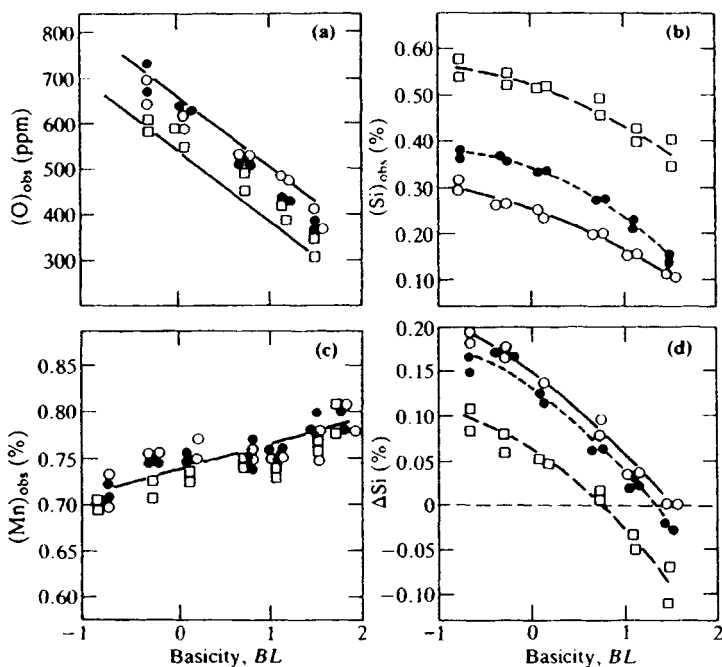 (a)
800
700
600
500
400
300
200
(O)obs (ppm)
(b)
0.60
0.50
0.40
0.30
0.20
0.10
(Si)obs (%)
(c)
0.85
0.80
0.75
0.70
0.65
0.60
(Mn)obs (%)
-1 0 1 2
Basicity, BL
(d)
0.20
0.15
0.10
0.05
0
-0.05
-0.10
ΔSi (%)
-1 0 1 2
Basicity, BL